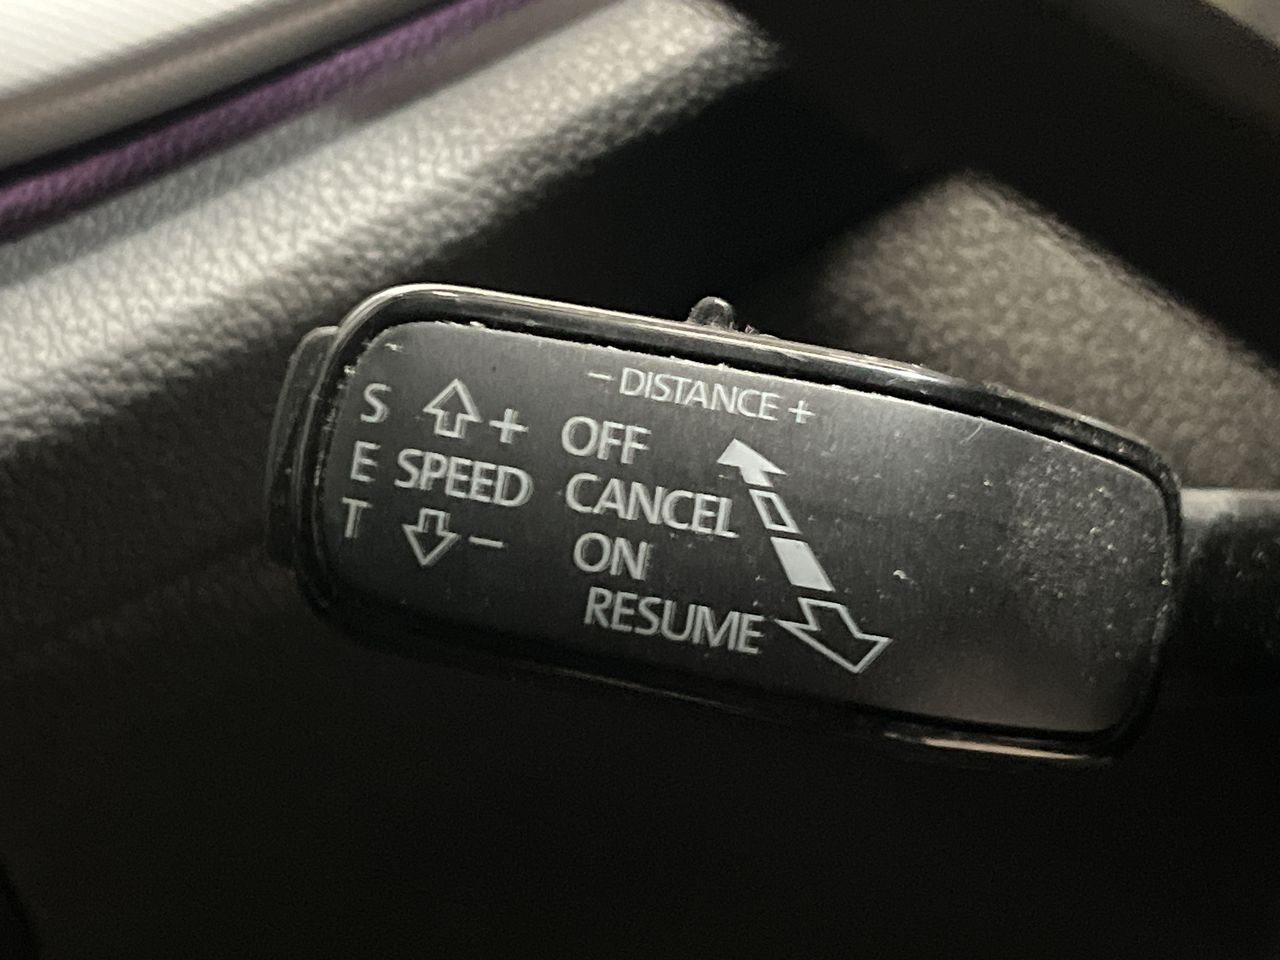 − DISTANCE +
S + OFF
E SPEED CANCEL
T − ON
RESUME